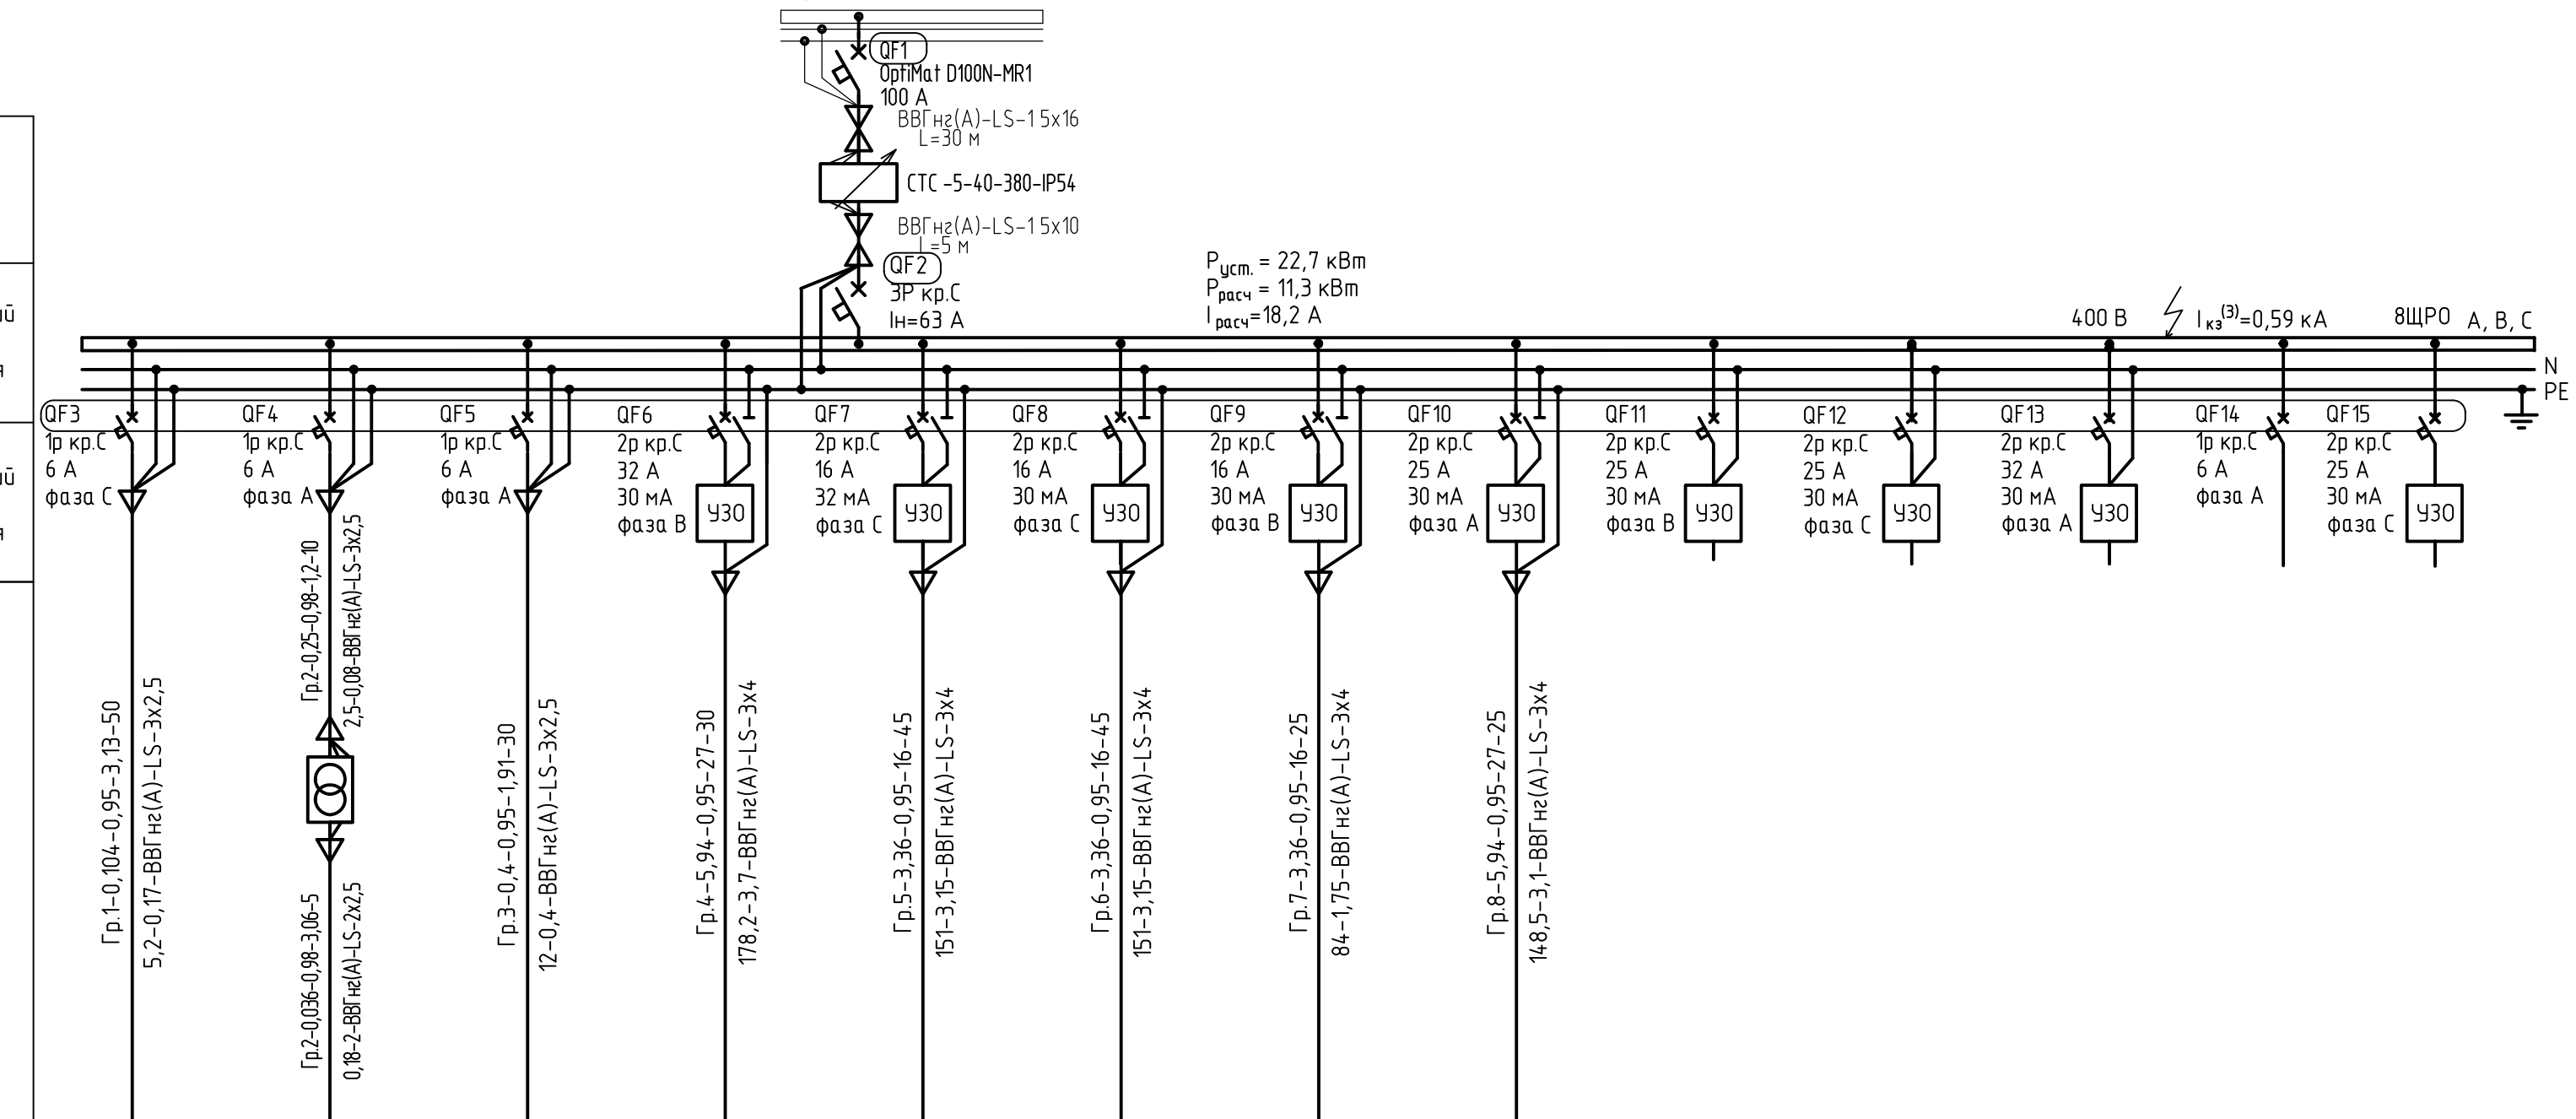 QF1
OptiMat D100N-MR1
100 А
ВВГнг(А)-LS-1 5х16
L=30 м
СТС -5-40-380-IP54
ВВГнг(А)-LS-1 5х10
L=5 м
QF2
3Р кр.С
Iн=63 А
Руст. = 22,7 кВт
Ррасч = 11,3 кВт
Iрасч=18,2 А
400 В
Iкз(3)=0,59 кА
8ЩРО
А, В, С
N
PE
QF3
1р кр.С
6 А
фаза С
QF4
1р кр.С
6 А
фаза А
QF5
1р кр.С
6 А
фаза А
QF6
2р кр.С
32 А
30 мА
фаза В
УЗО
QF7
2р кр.С
16 А
32 мА
фаза С
УЗО
QF8
2р кр.С
16 А
30 мА
фаза С
УЗО
QF9
2р кр.С
16 А
30 мА
фаза В
УЗО
QF10
2р кр.С
25 А
30 мА
фаза А
УЗО
QF11
2р кр.С
25 А
30 мА
фаза В
УЗО
QF12
2р кр.С
25 А
30 мА
фаза С
УЗО
QF13
2р кр.С
32 А
30 мА
фаза А
УЗО
QF14
1р кр.С
6 А
фаза А
QF15
2р кр.С
25 А
30 мА
фаза С
УЗО
Гр.1-0,104-0,95-3,13-50
5,2-0,17-ВВГнг(А)-LS-3х2,5
Гр.2-0,25-0,98-1,2-10
2,5-0,08-ВВГнг(А)-LS-3х2,5
Гр.2-0,036-0,98-3,06-5
0,18-2-ВВГнг(А)-LS-2х2,5
Гр.3-0,4-0,95-1,91-30
12-0,4-ВВГнг(А)-LS-3х2,5
Гр.4-5,94-0,95-27-30
178,2-3,7-ВВГнг(А)-LS-3х4
Гр.5-3,36-0,95-16-45
151-3,15-ВВГнг(А)-LS-3х4
Гр.6-3,36-0,95-16-45
151-3,15-ВВГнг(А)-LS-3х4
Гр.7-3,36-0,95-16-25
84-1,75-ВВГнг(А)-LS-3х4
Гр.8-5,94-0,95-27-25
148,5-3,1-ВВГнг(А)-LS-3х4